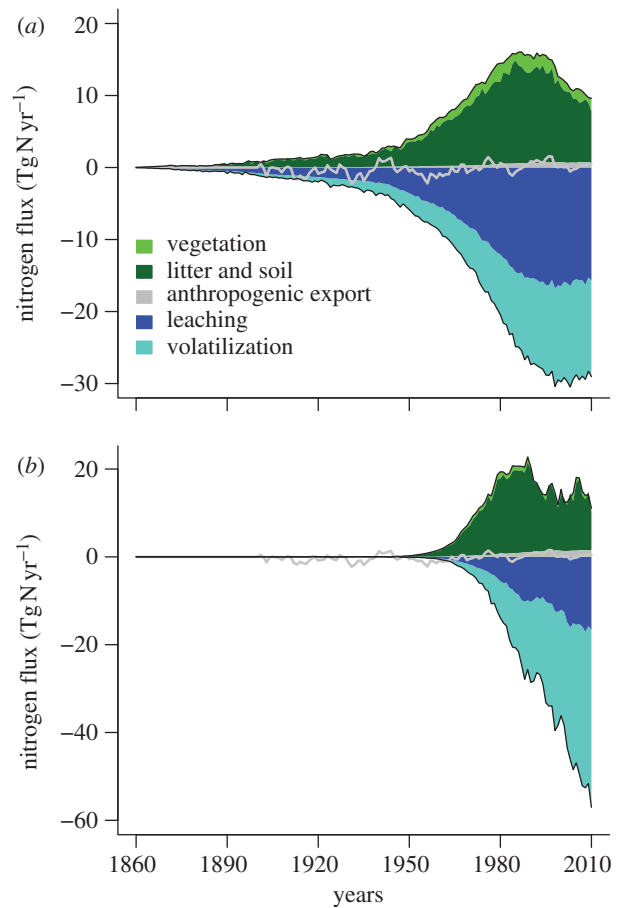 (a)
20
10
0
−10
−20
−30
nitrogen flux (Tg N yr−1)
vegetation
litter and soil
anthropogenic export
leaching
volatilization
(b)
20
0
−20
−40
−60
nitrogen flux (Tg N yr−1)
1860 1890 1920 1950 1980 2010
years